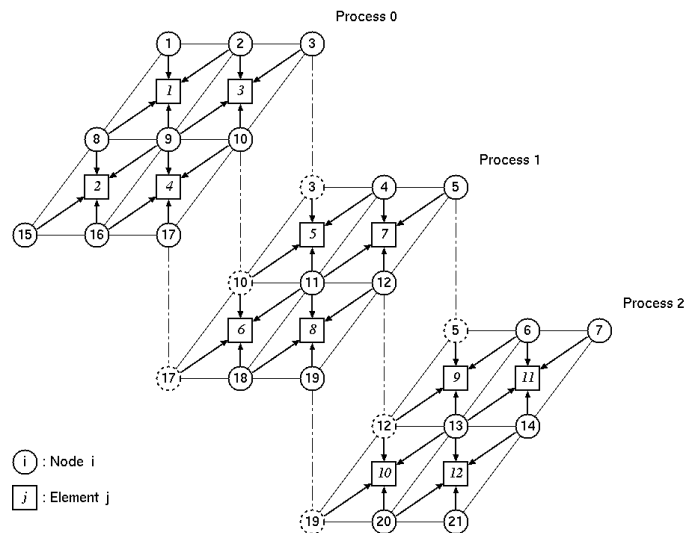 Process 0
1 2 3
1 3
8 9 10
2 4
15 16 17
Process 1
3 4 5
5 7
10 11 12
6 8
17 18 19
Process 2
5 6 7
9 11
12 13 14
10 12
19 20 21
i : Node i
j : Element j